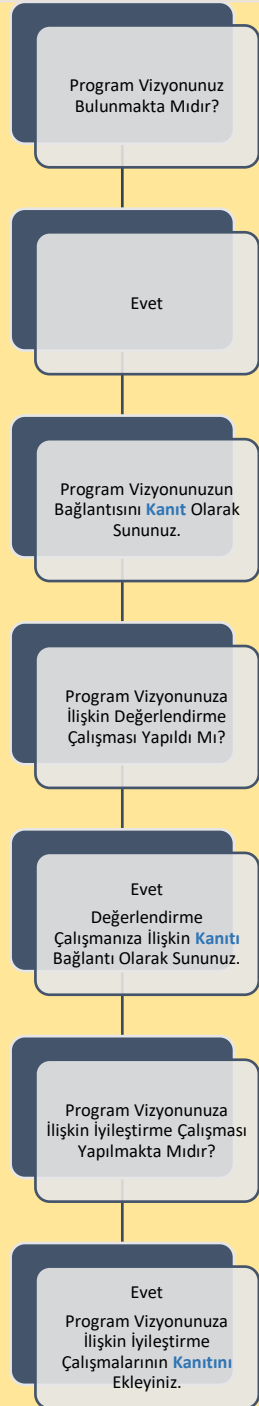 Program Vizyonunuz
Bulunmakta Mıdır?
Evet
Program Vizyonunuzun
Bağlantısını Kanıt Olarak
Sununuz.
Program Vizyonunuza
İlişkin Değerlendirme
Çalışması Yapıldı Mı?
Evet
Değerlendirme
Çalışmanıza İlişkin Kanıtı
Bağlantı Olarak Sununuz.
Program Vizyonunuza
İlişkin İyileştirme Çalışması
Yapılmakta Mıdır?
Evet
Program Vizyonunuza
İlişkin İyileştirme
Çalışmalarının Kanıtını
Ekleyiniz.